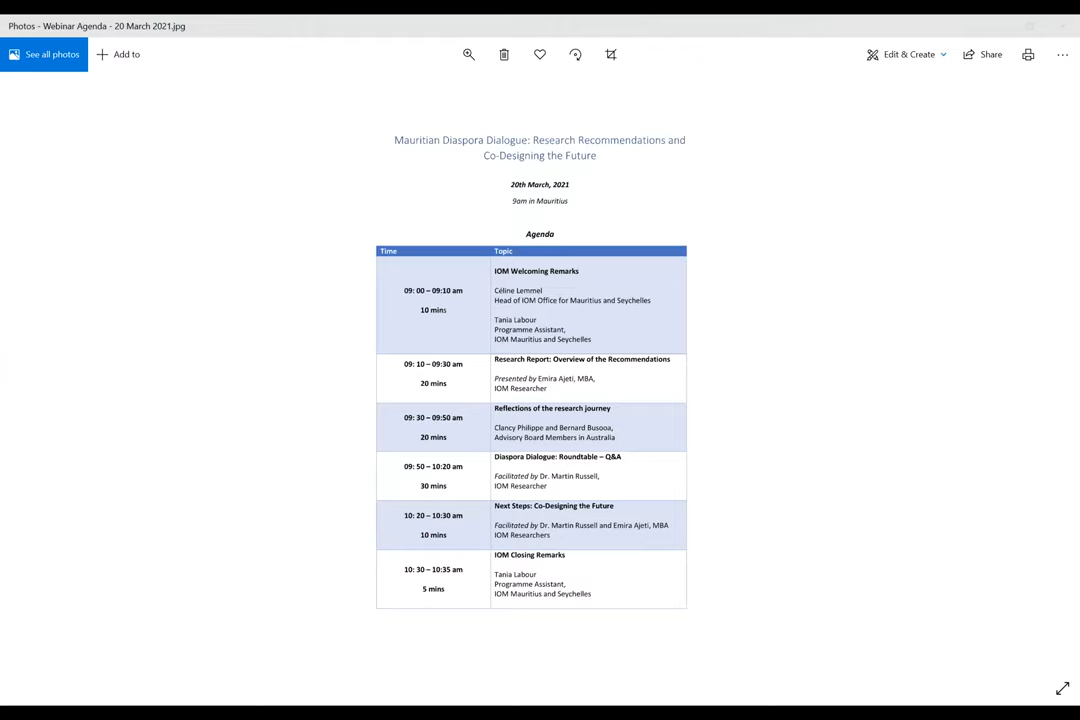 Photos - Webinar Agenda - 20 March 2021.jpg
See all photos
Add to
Edit & Create
Share
Mauritian Diaspora Dialogue: Research Recommendations and
Co-Designing the Future
20th March, 2021
9am in Mauritius
Agenda
Time Topic
09: 00 – 09:10 am
10 mins
IOM Welcoming Remarks
Céline Lemmel
Head of IOM Office for Mauritius and Seychelles
Tania Labour
Programme Assistant,
IOM Mauritius and Seychelles
09: 10 – 09:30 am
20 mins
Research Report: Overview of the Recommendations
Presented by Emira Ajeti, MBA,
IOM Researcher
09: 30 – 09:50 am
20 mins
Reflections of the research journey
Clancy Philippe and Bernard Busooa,
Advisory Board Members in Australia
09: 50 – 10:20 am
30 mins
Diaspora Dialogue: Roundtable – Q&A
Facilitated by Dr. Martin Russell,
IOM Researcher
10: 20 – 10:30 am
10 mins
Next Steps: Co-Designing the Future
Facilitated by Dr. Martin Russell and Emira Ajeti, MBA
IOM Researchers
10: 30 – 10:35 am
5 mins
IOM Closing Remarks
Tania Labour
Programme Assistant,
IOM Mauritius and Seychelles